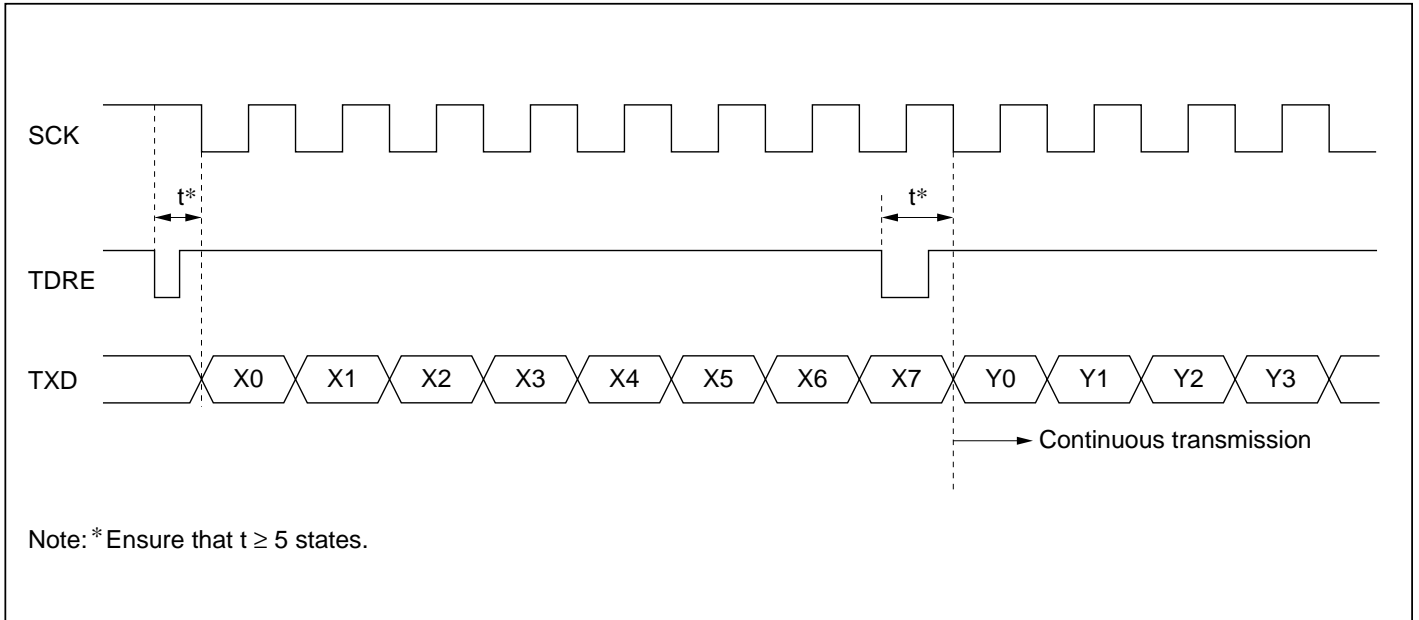 SCK
t* t*
TDRE
TXD X0 X1 X2 X3 X4 X5 X6 X7 Y0 Y1 Y2 Y3
Continuous transmission
Note: * Ensure that t ≥ 5 states.